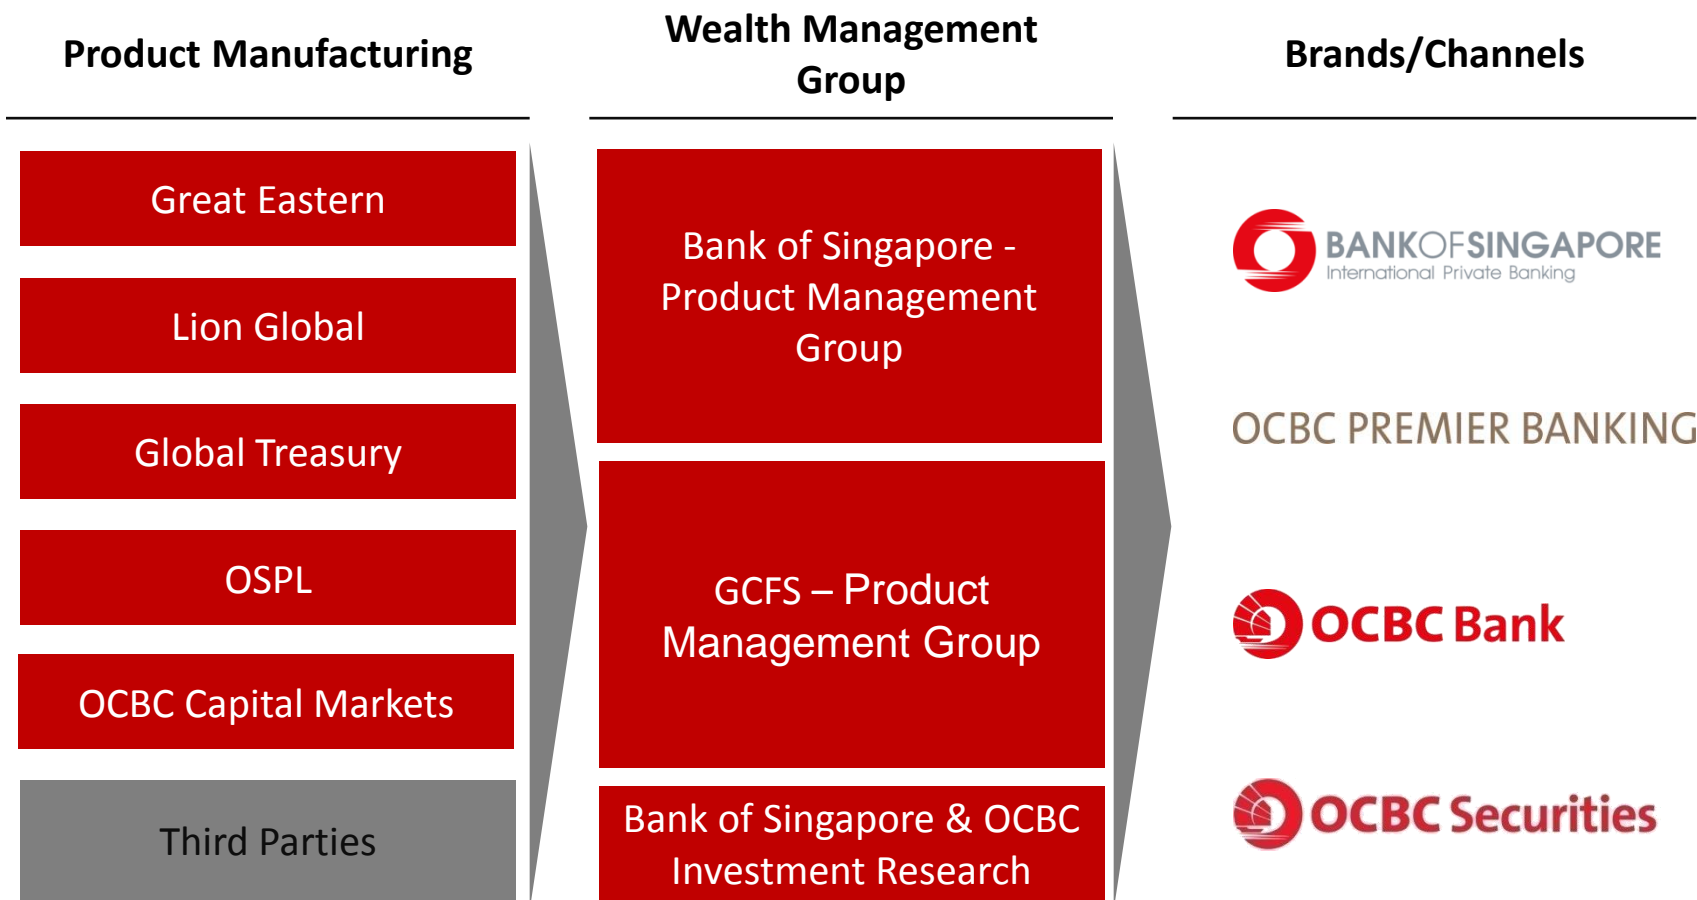 Product Manufacturing
Wealth Management
Group
Brands/Channels
Great Eastern
Lion Global
Global Treasury
OSPL
OCBC Capital Markets
Third Parties
Bank of Singapore -
Product Management
Group
GCFS – Product
Management Group
Bank of Singapore & OCBC
Investment Research
BANKOFSINGAPORE
International Private Banking
OCBC PREMIER BANKING
OCBC Bank
OCBC Securities